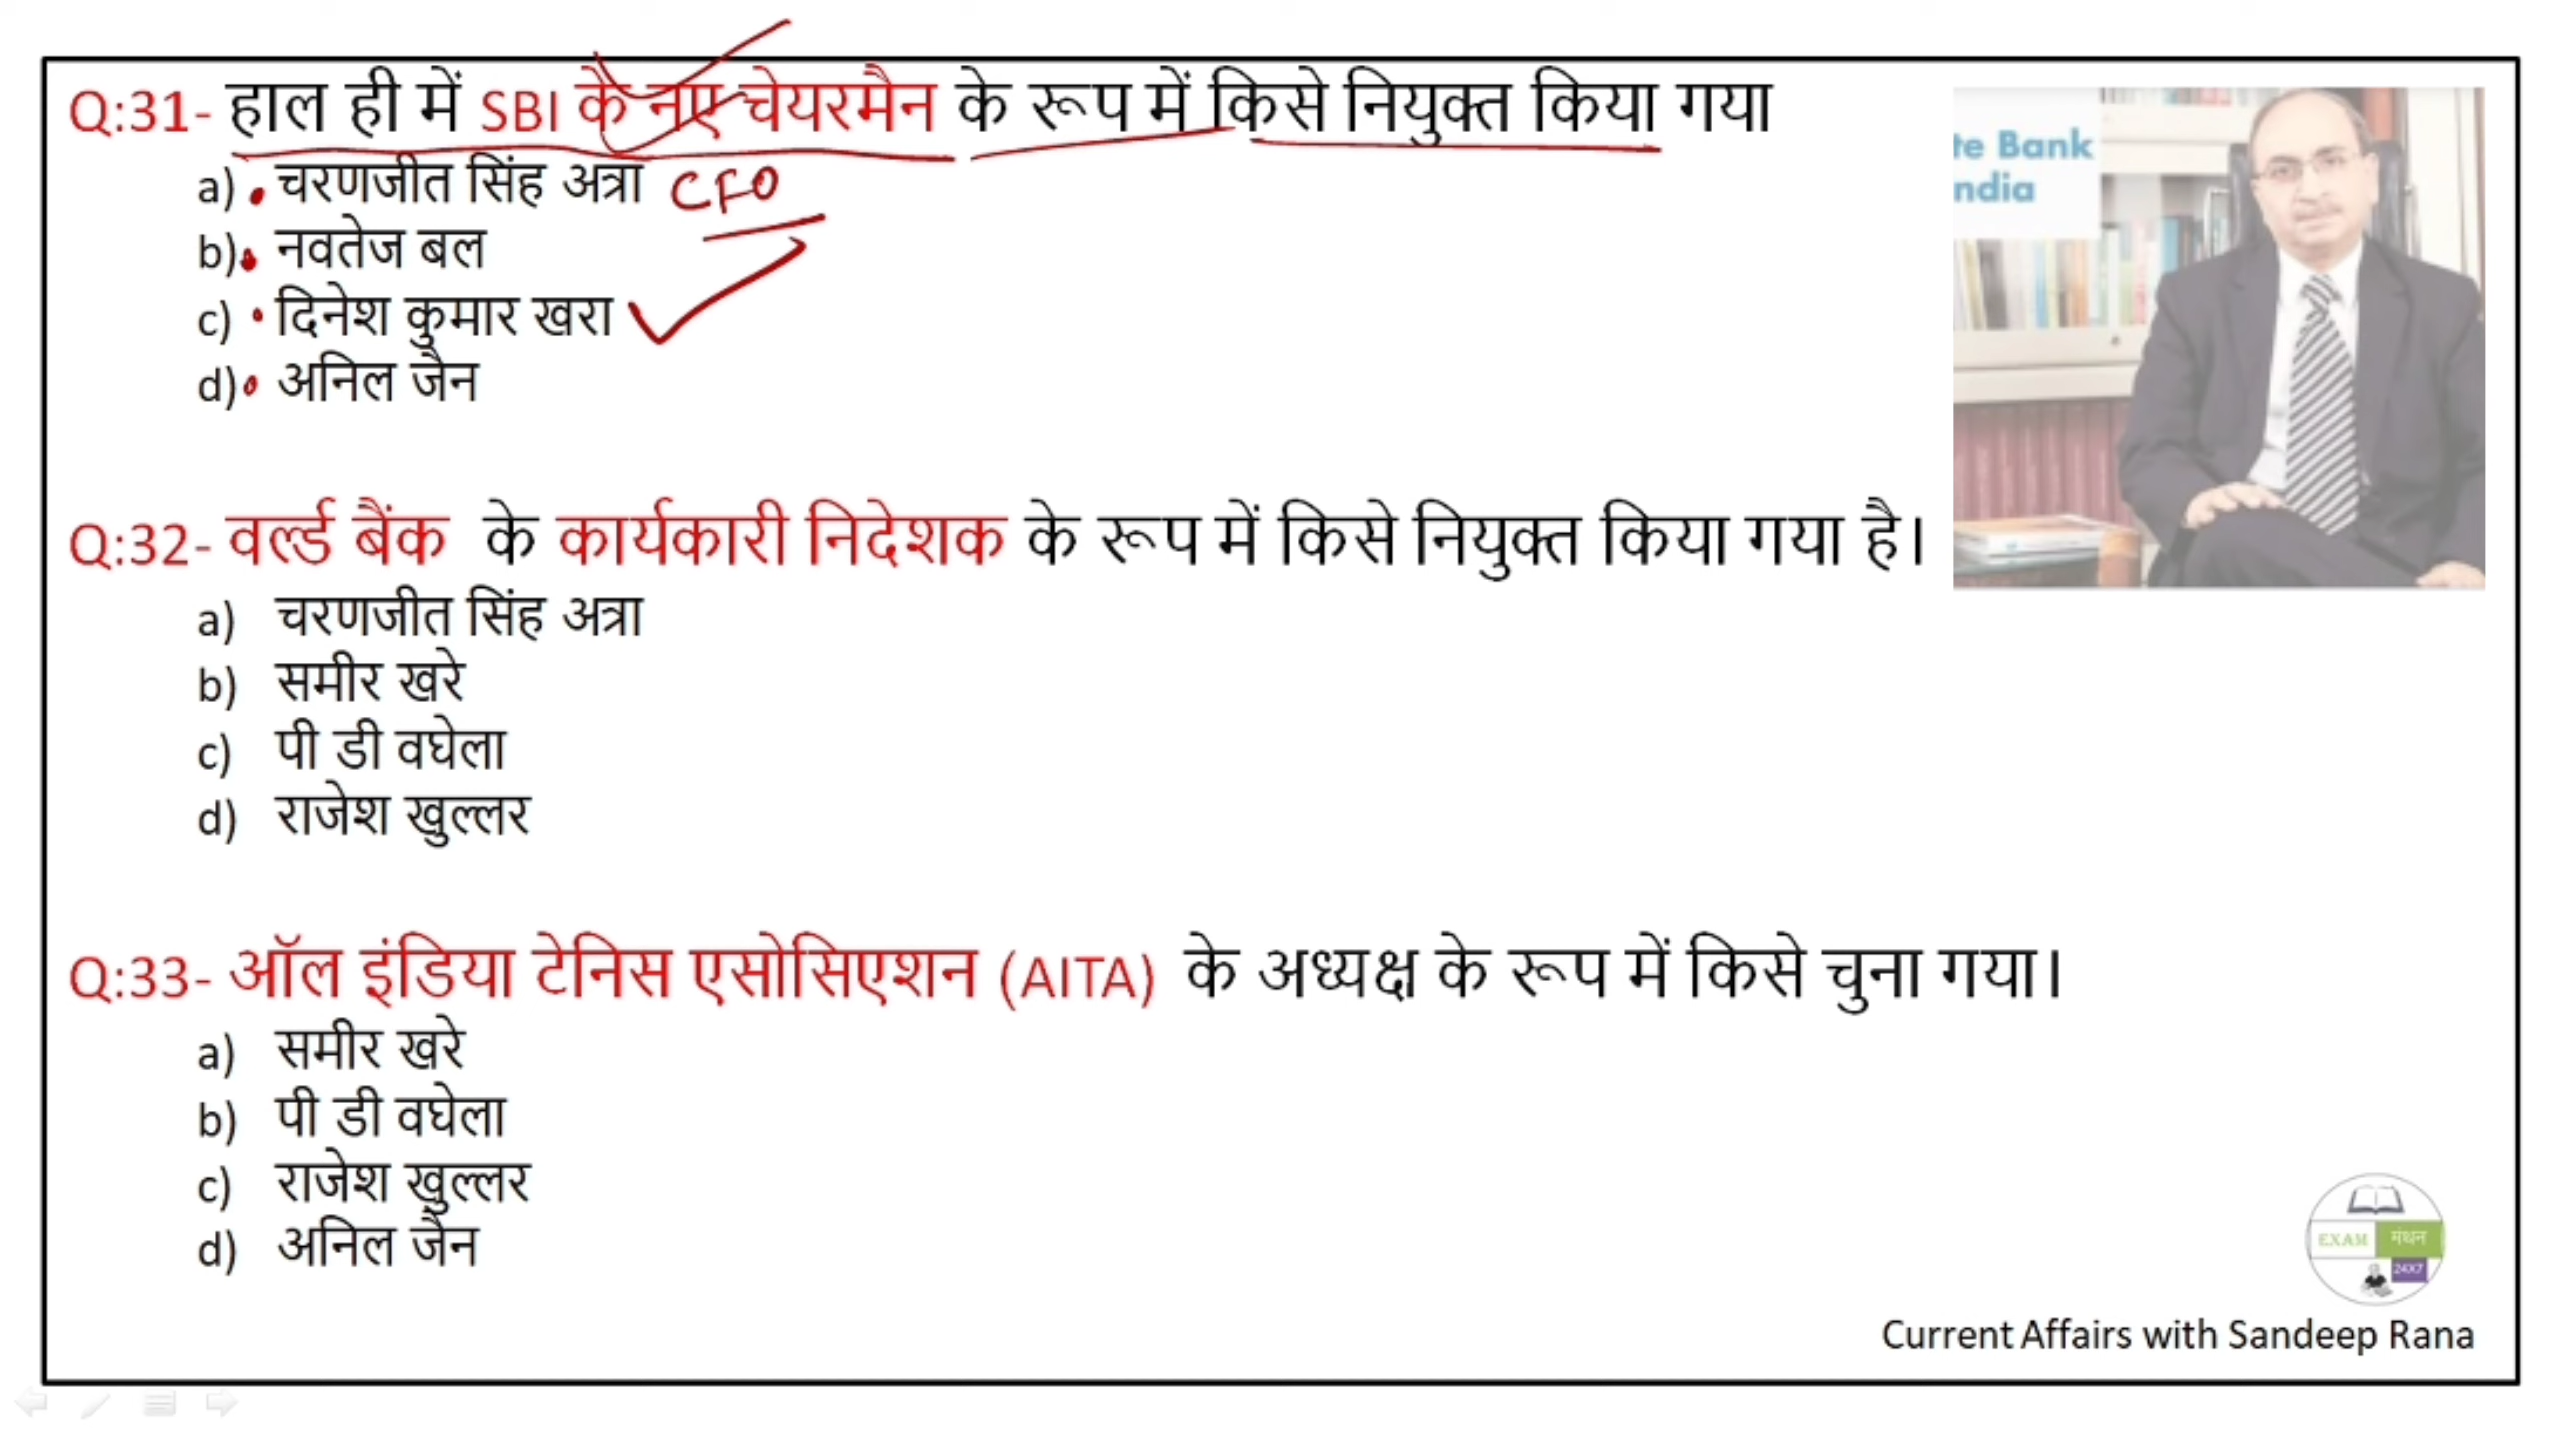 Q:31- हाल ही में SBI के नए चेयरमैन के रूप में किसे नियुक्त किया गया
a) चरणजीत सिंह अत्रा CFO
b) नवतेज बल
c) दिनेश कुमार खरा
d) अनिल जैन
te Bank
ndia
Q:32- वर्ल्ड बैंक के कार्यकारी निदेशक के रूप में किसे नियुक्त किया गया है।
a) चरणजीत सिंह अत्रा
b) समीर खरे
c) पी डी वघेला
d) राजेश खुल्लर
Q:33- ऑल इंडिया टेनिस एसोसिएशन (AITA) के अध्यक्ष के रूप में किसे चुना गया।
a) समीर खरे
b) पी डी वघेला
c) राजेश खुल्लर
d) अनिल जैन
EXAM मंथन
24X7
Current Affairs with Sandeep Rana